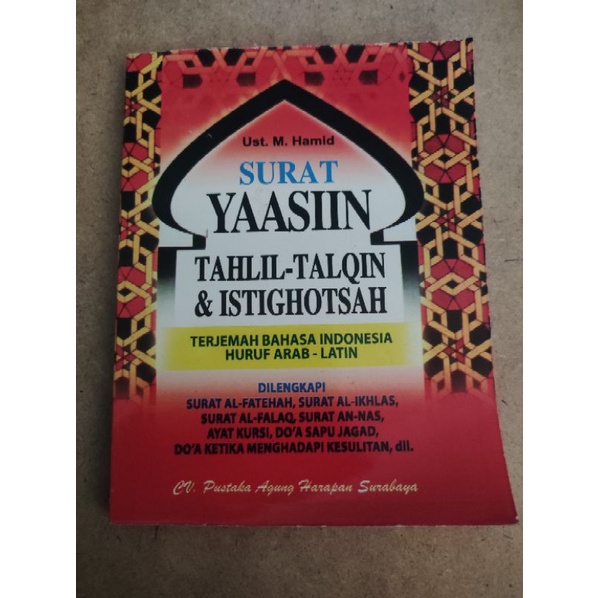 Ust. M. Hamid
SURAT
YAASIIN
TAHLIL-TALQIN
& ISTIGHOTSAH
TERJEMAH BAHASA INDONESIA
HURUF ARAB - LATIN
DILENGKAPI
SURAT AL-FATEHAH, SURAT AL-IKHLAS,
SURAT AL-FALAQ, SURAT AN-NAS,
AYAT KURSI, DO'A SAPU JAGAD,
DO'A KETIKA MENGHADAPI KESULITAN, dll.
CV. Pustaka Agung Harapan Surabaya